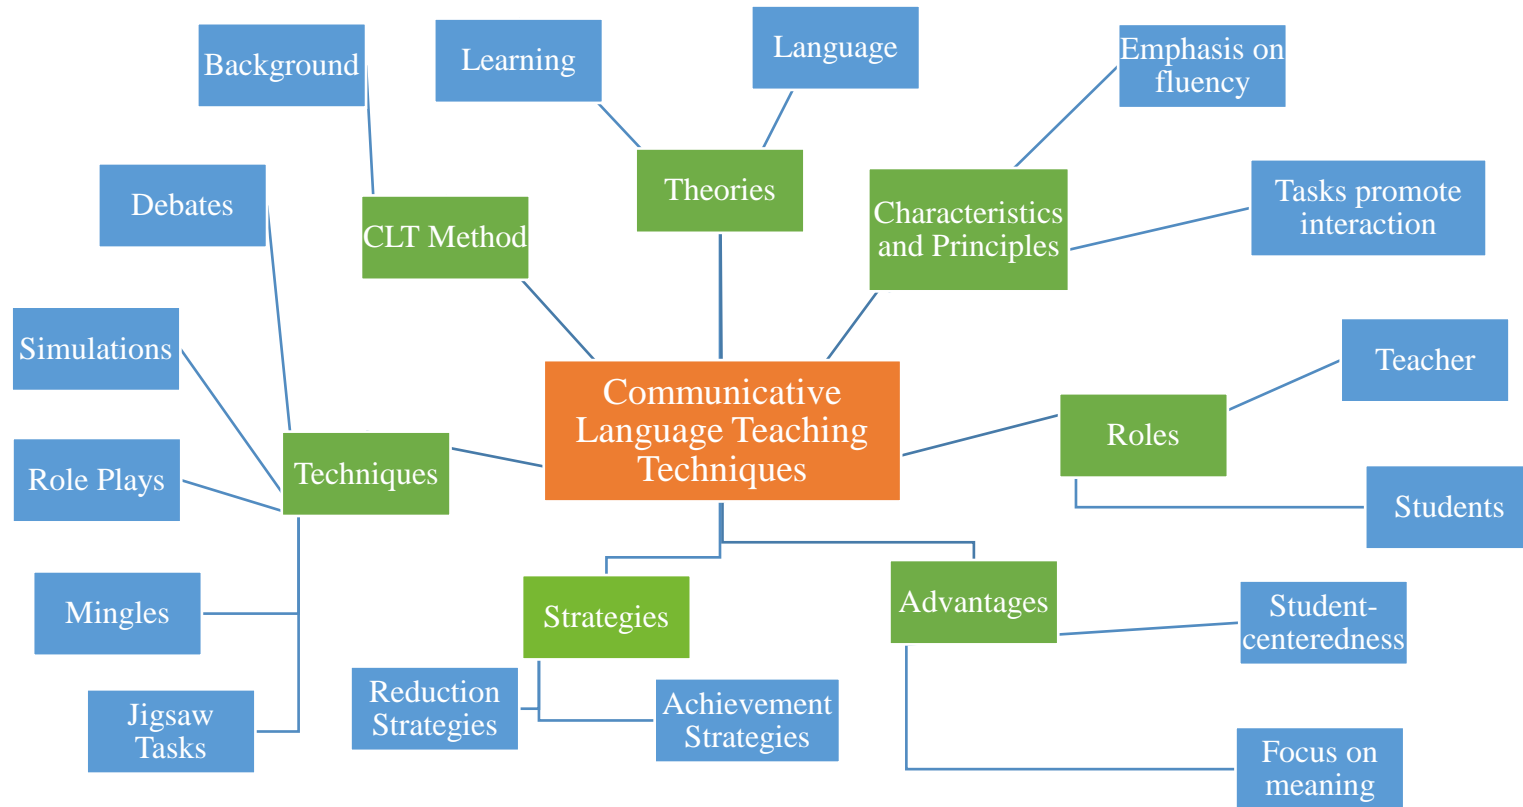 Background
Learning
Language
Emphasis on
fluency
Debates
CLT Method
Theories
Characteristics
and Principles
Tasks promote
interaction
Simulations
Communicative
Language Teaching
Techniques
Teacher
Roles
Role Plays
Techniques
Students
Mingles
Strategies
Advantages
Student-
centeredness
Jigsaw
Tasks
Reduction
Strategies
Achievement
Strategies
Focus on
meaning